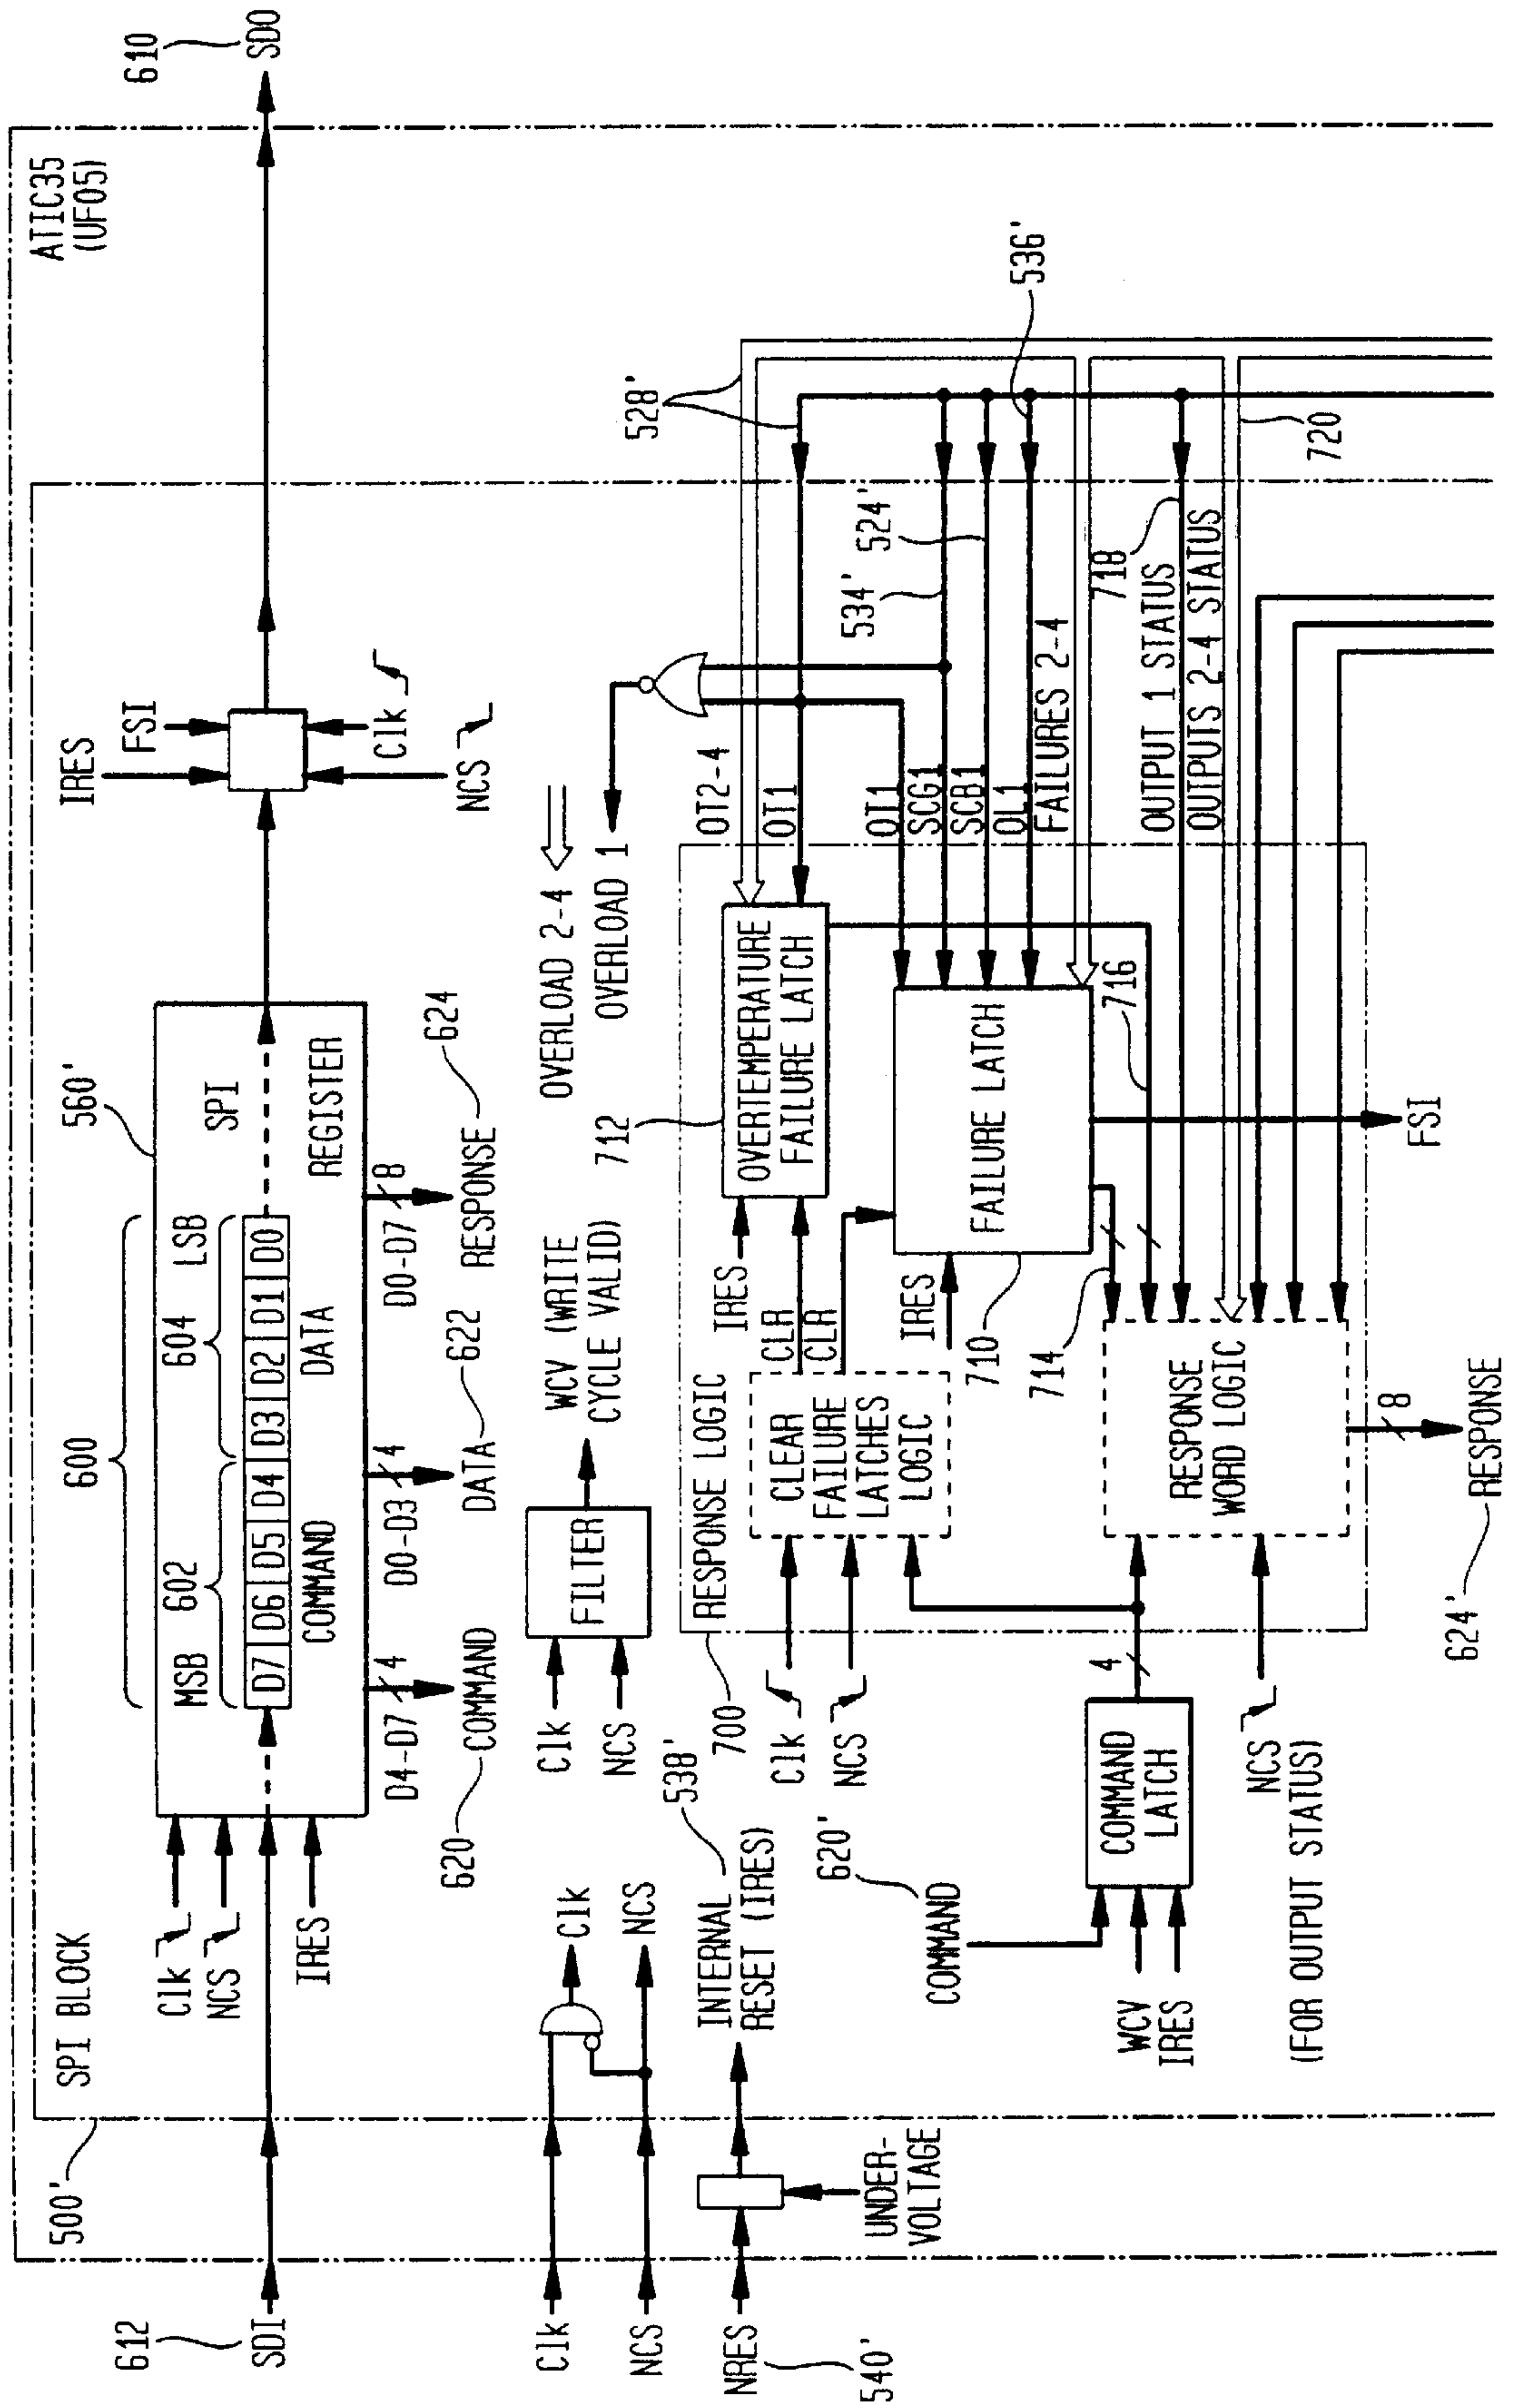 ATIC35
(UF05)
610
SDO
612
SDI
500'
SPI BLOCK
Clk
NCS
IRES
560'
SPI
REGISTER
600
602
604
MSB
LSB
D7
D6
D5
D4
D3
D2
D1
D0
COMMAND
DATA
D4-D7
4
D0-D3
4
D0-D7
8
620
COMMAND
DATA
622
RESPONSE
624
IRES
FSI
Clk
NCS
Clk
NCS
Clk
NCS
Clk
NCS
FILTER
WCV (WRITE
CYCLE VALID)
OVERLOAD 2-4
OVERLOAD 1
NRES
540'
UNDER-
VOLTAGE
INTERNAL
RESET (IRES)
538'
700
RESPONSE LOGIC
Clk
NCS
CLEAR
FAILURE
LATCHES
LOGIC
CLR
CLR
IRES
712
OVERTEMPERATURE
FAILURE LATCH
IRES
710
FAILURE LATCH
OT2-4
OT1
OT1
SCG1
SCB1
OL1
FAILURES 2-4
OUTPUT 1 STATUS
OUTPUTS 2-4 STATUS
528'
534'
524'
536'
718
720
714
716
FSI
620'
COMMAND
WCV
IRES
COMMAND
LATCH
4
NCS
(FOR OUTPUT STATUS)
RESPONSE
WORD LOGIC
8
624'
RESPONSE